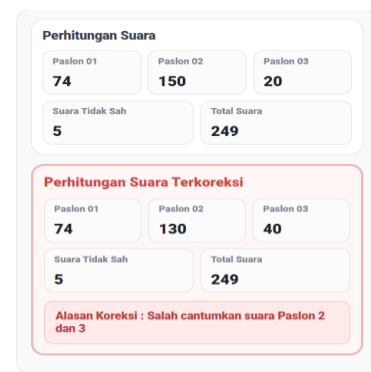 Perhitungan Suara
Paslon 01 Paslon 02 Paslon 03
74 150 20
Suara Tidak Sah Total Suara
5 249
Perhitungan Suara Terkoreksi
Paslon 01 Paslon 02 Paslon 03
74 130 40
Suara Tidak Sah Total Suara
5 249
Alasan Koreksi : Salah cantumkan suara Paslon 2
dan 3